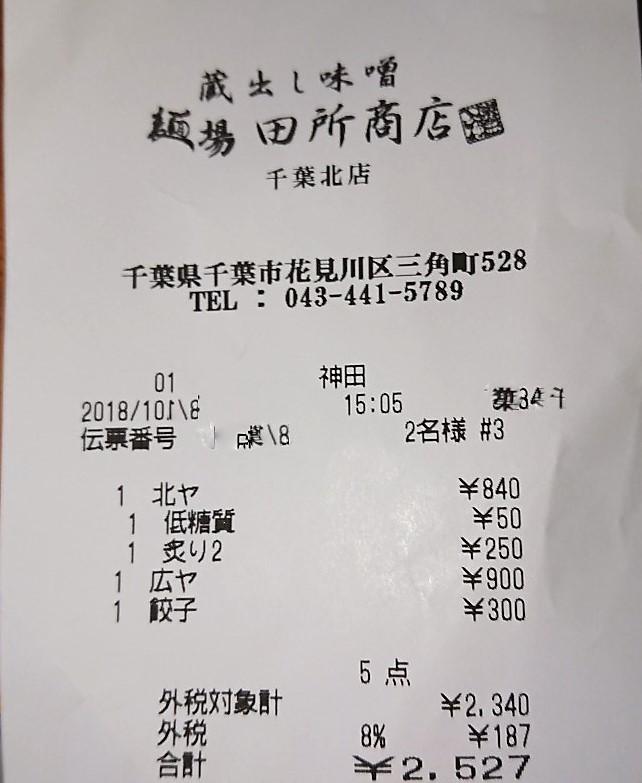 蔵出し味噌
麺場 田所商店
千葉北店
千葉県千葉市花見川区三角町528
TEL : 043-441-5789
01 神田
15:05
伝票番号 2名様 #3
1 北ヤ ¥840
1 低糖質 ¥50
1 炙り2 ¥250
1 広ヤ ¥900
1 餃子 ¥300
5 点
外税対象計 ¥2,340
外税 8% ¥187
合計 ¥2,527